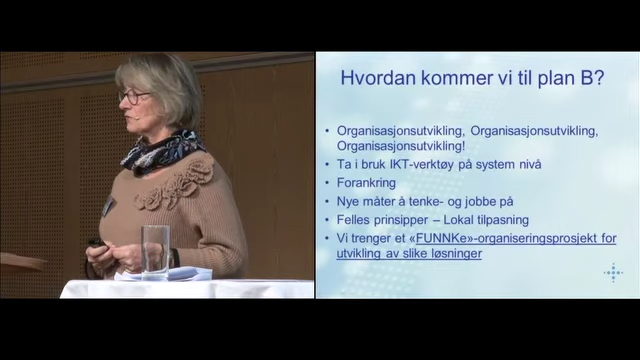 Hvordan kommer vi til plan B?
• Organisasjonsutvikling, Organisasjonsutvikling,
Organisasjonsutvikling!
• Ta i bruk IKT-verktøy på system nivå
• Forankring
• Nye måter å tenke- og jobbe på
• Felles prinsipper – Lokal tilpasning
• Vi trenger et «FUNNKe»-organiseringsprosjekt for
utvikling av slike løsninger